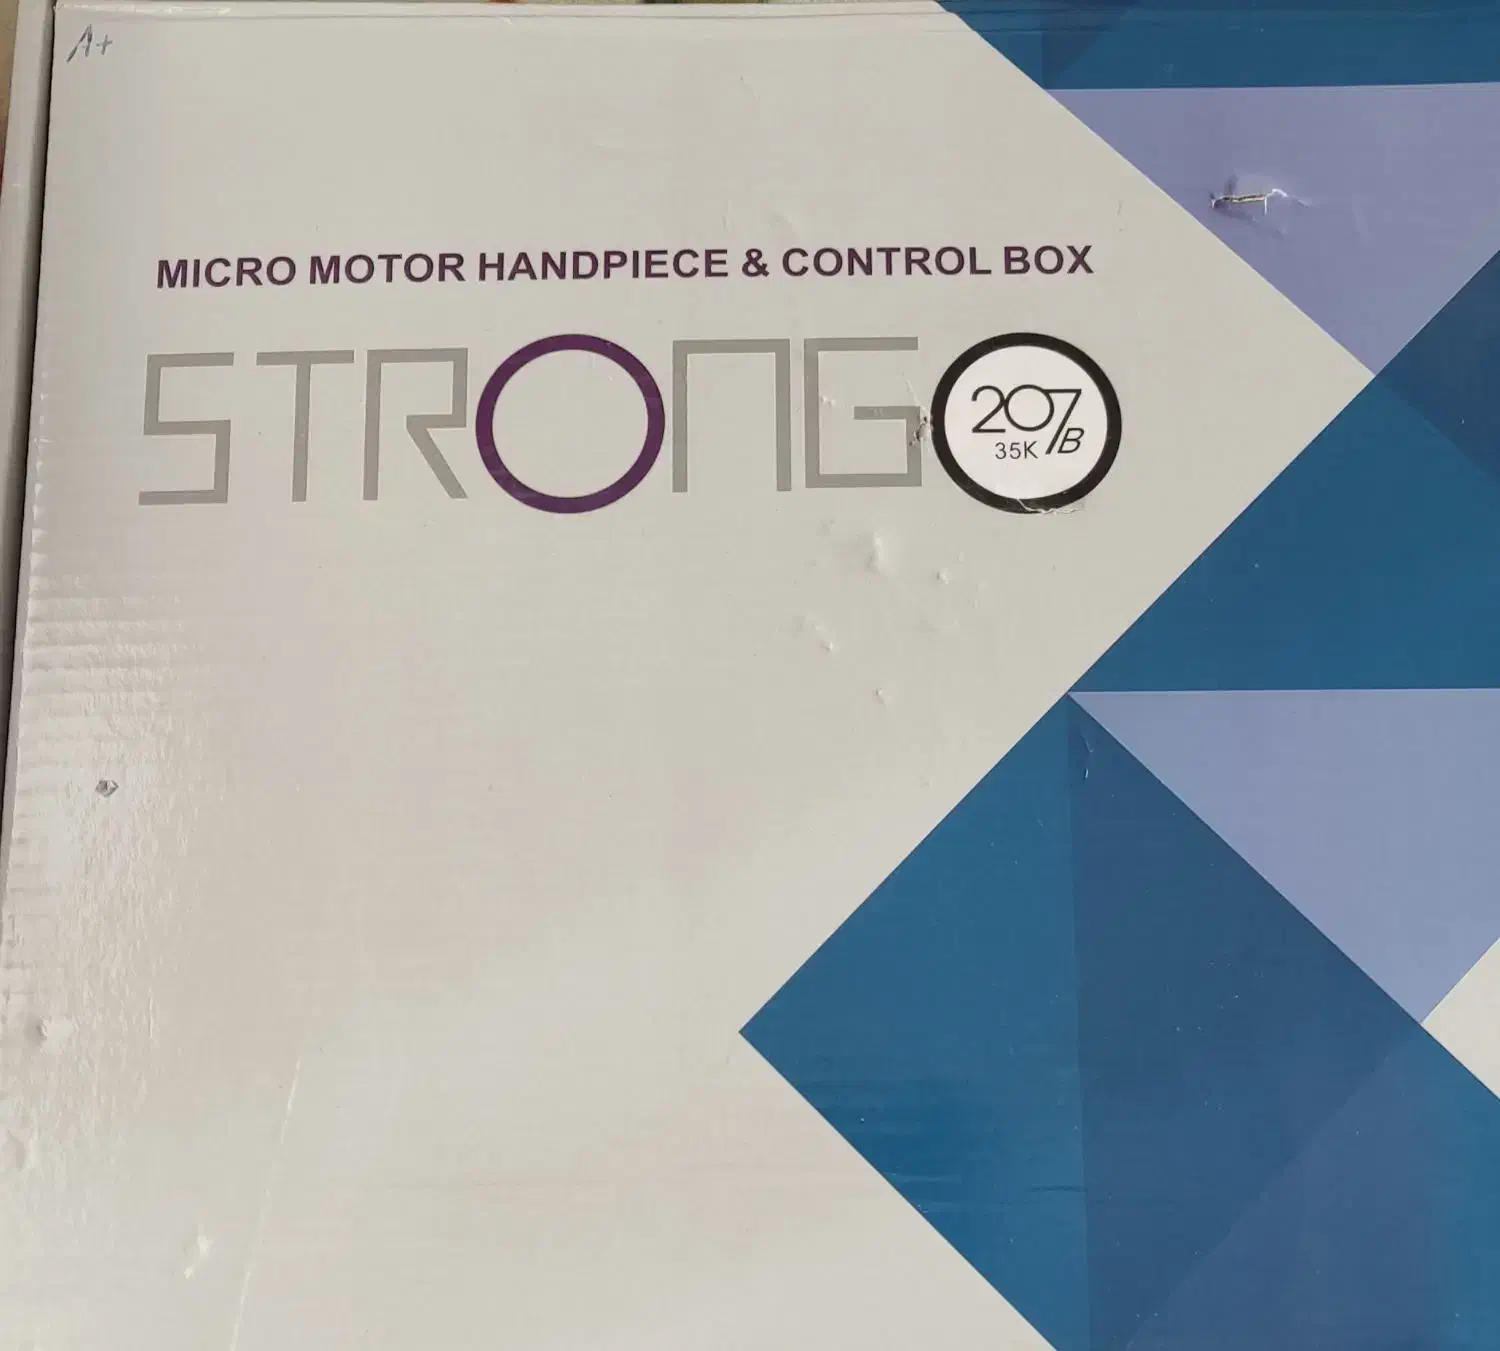 A+
MICRO MOTOR HANDPIECE & CONTROL BOX
STRONG
207B
35K